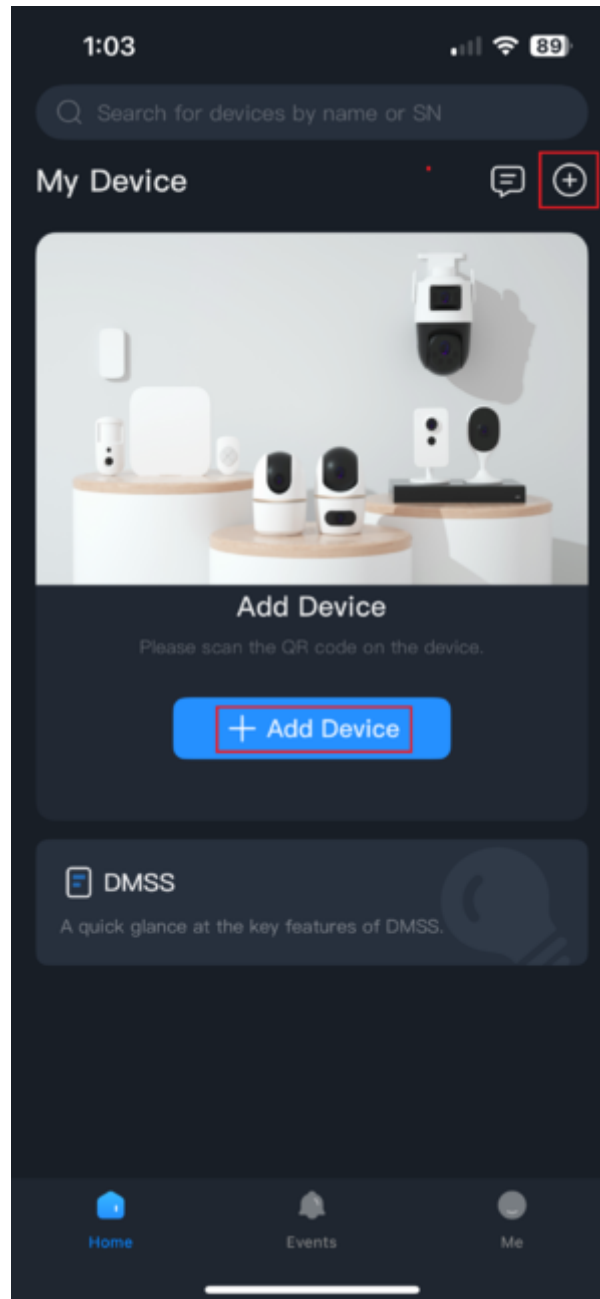 1:03
89
Search for devices by name or SN
My Device
Add Device
Please scan the QR code on the device.
+ Add Device
DMSS
A quick glance at the key features of DMSS.
Home
Events
Me